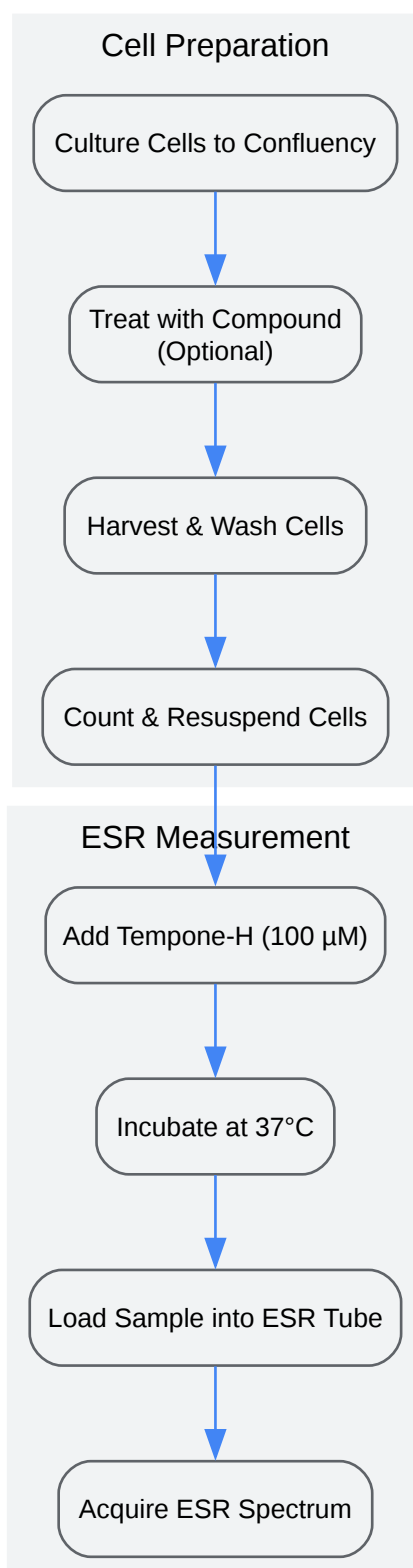 Cell Preparation
Culture Cells to Confluency
Treat with Compound
(Optional)
Harvest & Wash Cells
Count & Resuspend Cells
ESR Measurement
Add Tempone-H (100 µM)
Incubate at 37°C
Load Sample into ESR Tube
Acquire ESR Spectrum